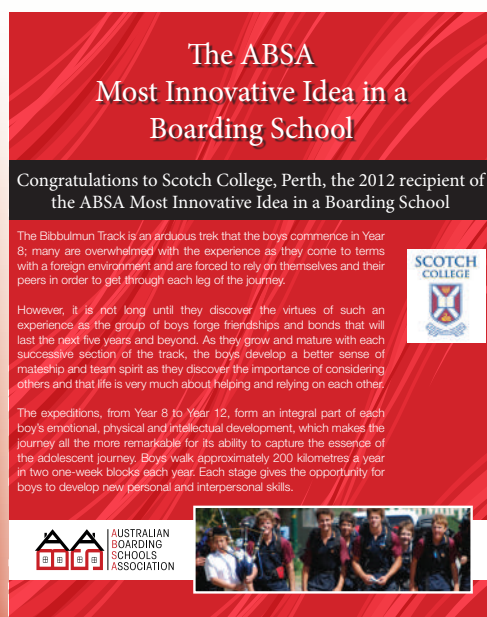 The ABSA
Most Innovative Idea in a
Boarding School
Congratulations to Scotch College, Perth, the 2012 recipient of
the ABSA Most Innovative Idea in a Boarding School
The Bibbulmun Track is an arduous trek that the boys commence in Year
8; many are overwhelmed with the experience as they come to terms
with a foreign environment and are forced to rely on themselves and their
peers in order to get through each leg of the journey.
However, it is not long until they discover the virtues of such an
experience as the group of boys forge friendships and bonds that will
last the next five years and beyond. As they grow and mature with each
successive section of the track, the boys develop a better sense of
mateship and team spirit as they discover the importance of considering
others and that life is very much about helping and relying on each other.
The expeditions, from Year 8 to Year 12, form an integral part of each
boy's emotional, physical and intellectual development, which makes the
journey all the more remarkable for its ability to capture the essence of
the adolescent journey. Boys walk approximately 200 kilometres a year
in two one-week blocks each year. Each stage gives the opportunity for
boys to develop new personal and interpersonal skills.
SCOTCH
COLLEGE
AUSTRALIAN
BOARDING
SCHOOLS
ASSOCIATION